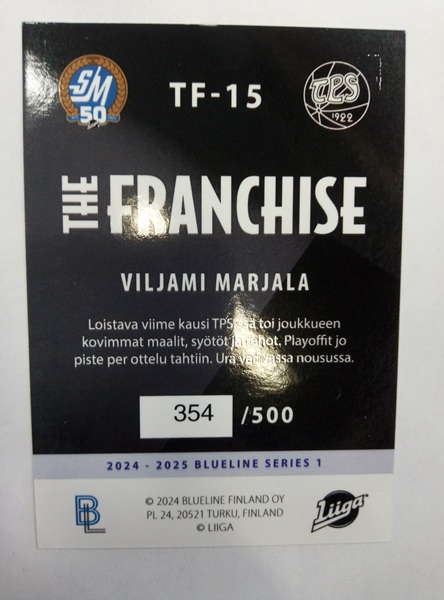 SM
50
TF-15
TPS
1922
THE FRANCHISE
VILJAMI MARJALA
Loistava viime kausi TPS toi joukkueen
kovimmat maalit, syötöt Playoffit jo
piste per ottelu tahtiin. Ura nousussa.
354 /500
2024 - 2025 BLUELINE SERIES 1
BL
© 2024 BLUELINE FINLAND OY
PL 24, 20521 TURKU, FINLAND
© LIIGA
Liiga